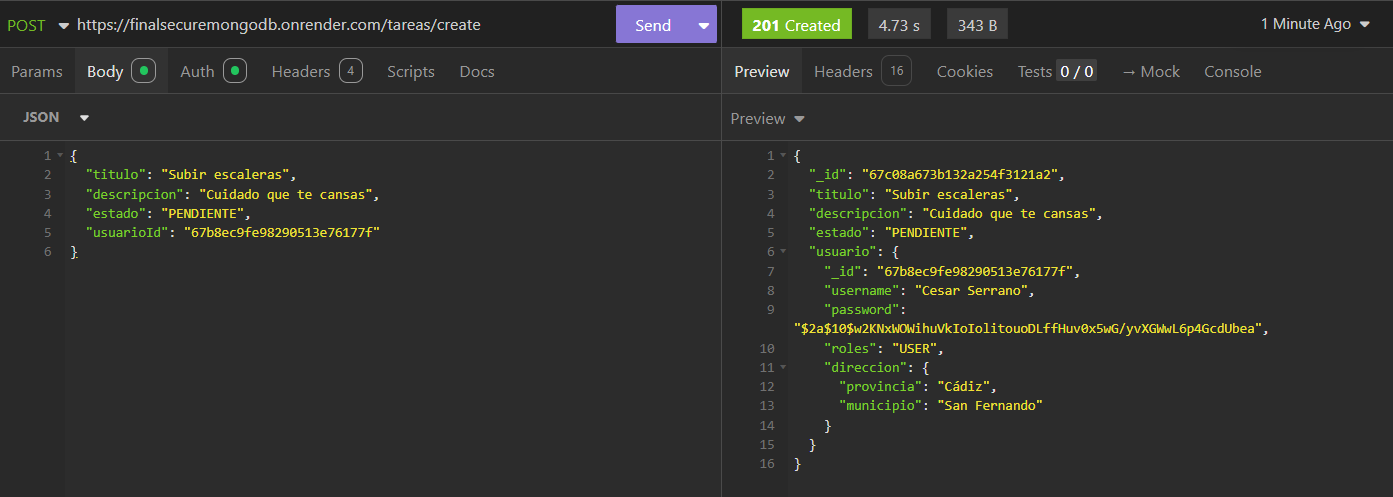 POST https://finalsecuremongodb.onrender.com/tareas/create Send
201 Created 4.73 s 343 B 1 Minute Ago
Params Body Auth Headers 4 Scripts Docs
Preview Headers 16 Cookies Tests 0 / 0 → Mock Console
JSON
Preview
1 {
2 "titulo": "Subir escaleras",
3 "descripcion": "Cuidado que te cansas",
4 "estado": "PENDIENTE",
5 "usuarioId": "67b8ec9fe98290513e76177f"
6 }
1 {
2 "_id": "67c08a673b132a254f3121a2",
3 "titulo": "Subir escaleras",
4 "descripcion": "Cuidado que te cansas",
5 "estado": "PENDIENTE",
6 "usuario": {
7 "_id": "67b8ec9fe98290513e76177f",
8 "username": "Cesar Serrano",
9 "password":
"$2a$10$w2KNxWOWihuVkIoIolitouoDLffHuv0x5wG/yvXGWwL6p4GcdUbea",
10 "roles": "USER",
11 "direccion": {
12 "provincia": "Cádiz",
13 "municipio": "San Fernando"
14 }
15 }
16 }